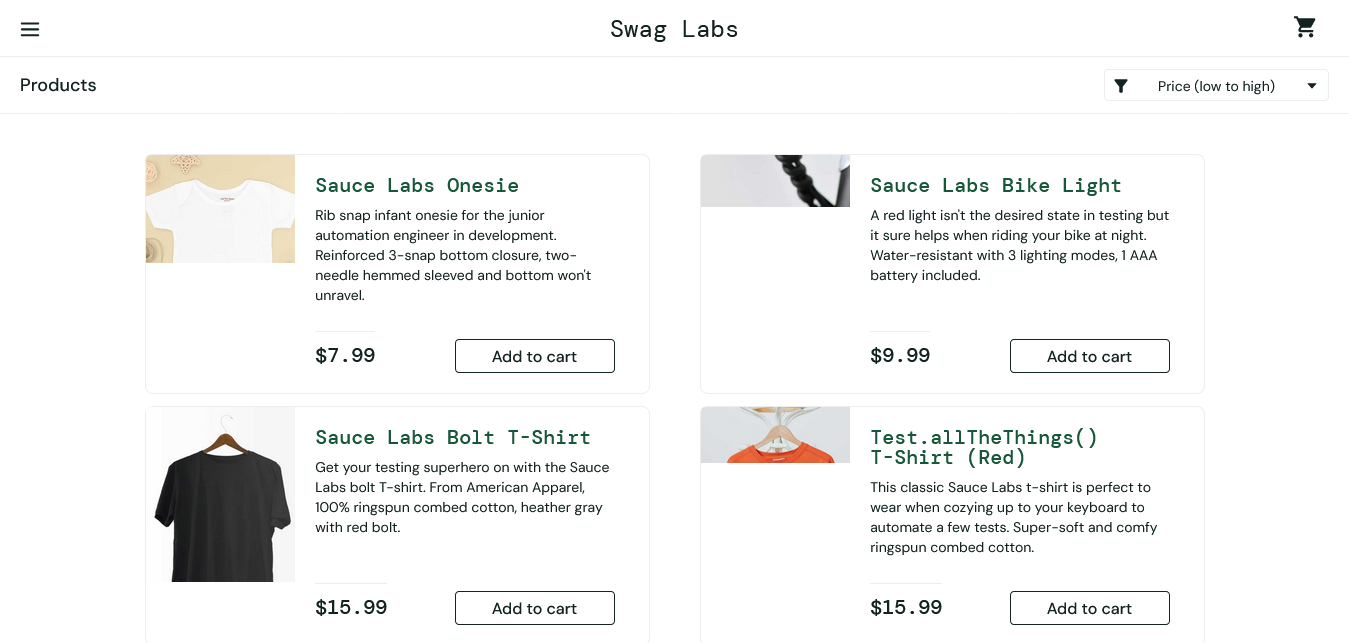 Swag Labs
Products
Price (low to high)
Sauce Labs Onesie
Rib snap infant onesie for the junior
automation engineer in development.
Reinforced 3-snap bottom closure, two-
needle hemmed sleeved and bottom won't
unravel.
$7.99
Add to cart
Sauce Labs Bike Light
A red light isn't the desired state in testing but
it sure helps when riding your bike at night.
Water-resistant with 3 lighting modes, 1 AAA
battery included.
$9.99
Add to cart
Sauce Labs Bolt T-Shirt
Get your testing superhero on with the Sauce
Labs bolt T-shirt. From American Apparel,
100% ringspun combed cotton, heather gray
with red bolt.
$15.99
Add to cart
Test.allTheThings()
T-Shirt (Red)
This classic Sauce Labs t-shirt is perfect to
wear when cozying up to your keyboard to
automate a few tests. Super-soft and comfy
ringspun combed cotton.
$15.99
Add to cart